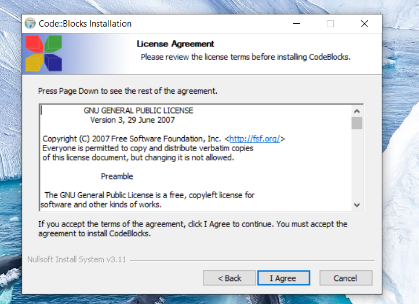 Code::Blocks Installation
License Agreement
Please review the license terms before installing CodeBlocks.
Press Page Down to see the rest of the agreement.
GNU GENERAL PUBLIC LICENSE
Version 3, 29 June 2007
Copyright (C) 2007 Free Software Foundation, Inc. <http://fsf.org/>
Everyone is permitted to copy and distribute verbatim copies
of this license document, but changing it is not allowed.
Preamble
The GNU General Public License is a free, copyleft license for
software and other kinds of works.
If you accept the terms of the agreement, click I Agree to continue. You must accept the
agreement to install CodeBlocks.
Nullsoft Install System v3.11
< Back
I Agree
Cancel